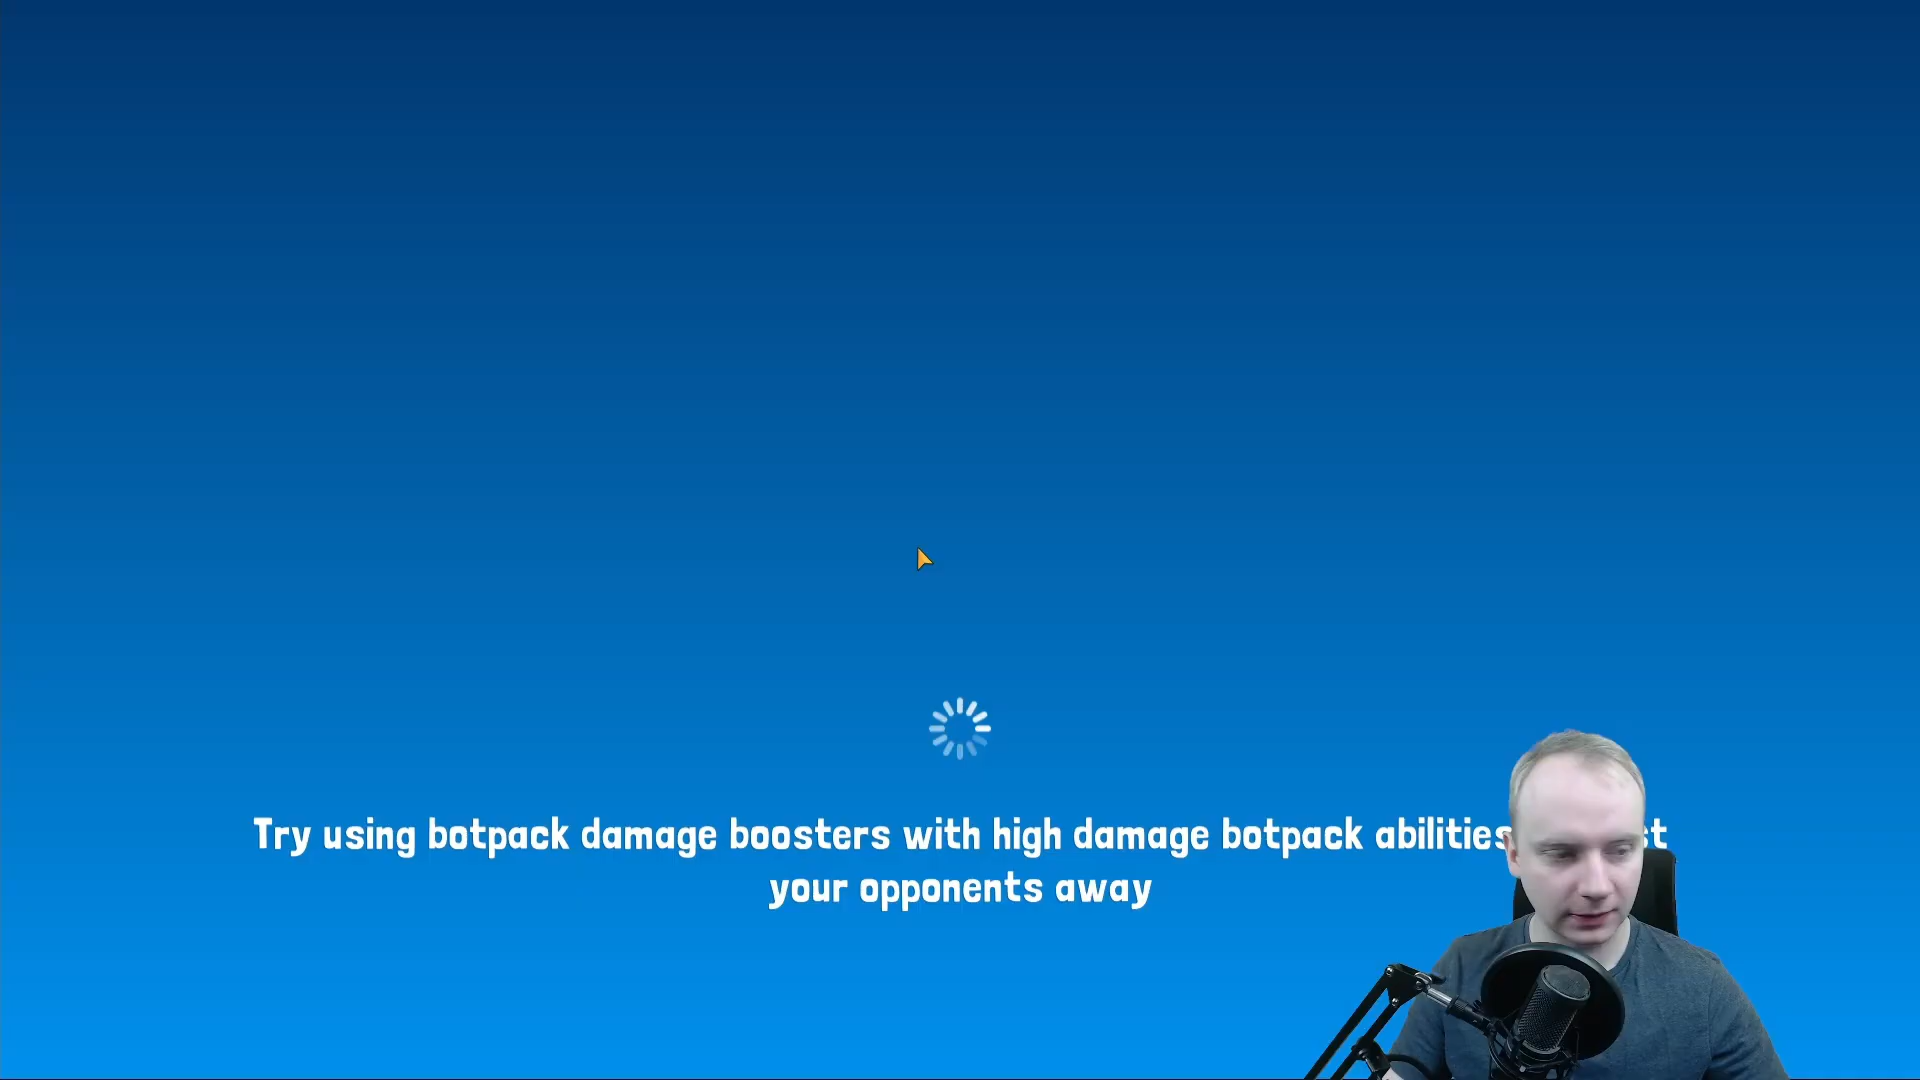 Try using botpack damage boosters with high damage botpack abilities
your opponents away